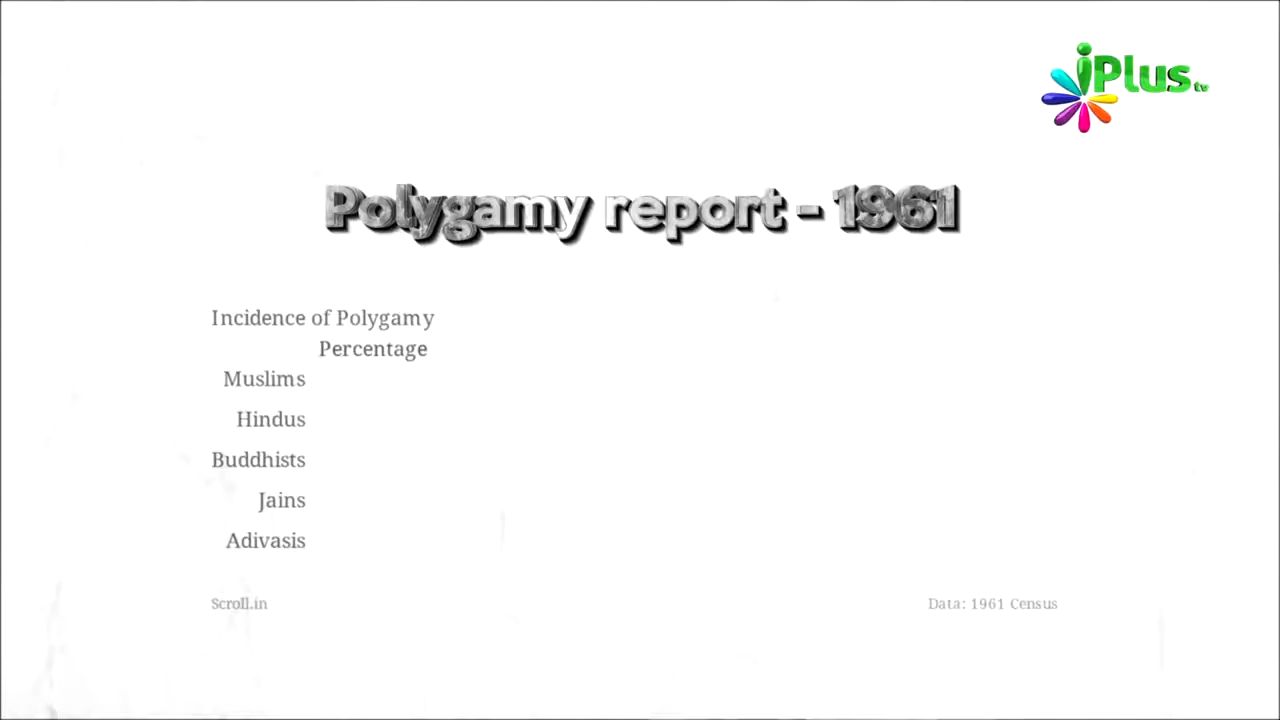 iPlus tv
Polygamy report - 1961
Incidence of Polygamy
Percentage
Muslims
Hindus
Buddhists
Jains
Adivasis
Scroll.in
Data: 1961 Census